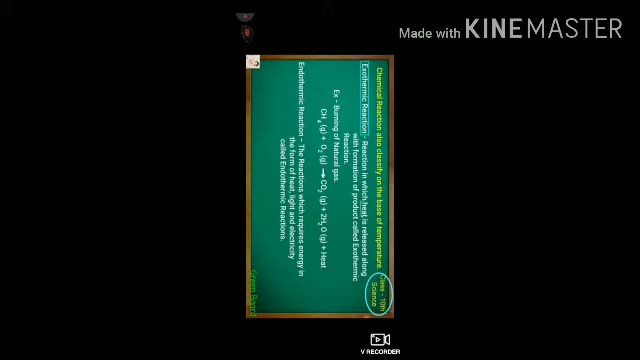 Made with KINEMASTER
Chemical Reaction also classify on the base of temperature.
Class - 10th
Science
Exothermic Reaction - Reaction in which heat is released along
with formation of product called Exothermic
Reaction.
Ex - Burning of Natural gas.
CH4 (g) + O2 (g) → CO2 (g) + 2H2O (g) + Heat
Endothermic Reaction - The Reactions which requires energy in
the form of heat, light and electricity
called Endothermic Reactions
Green Board
V RECORDER